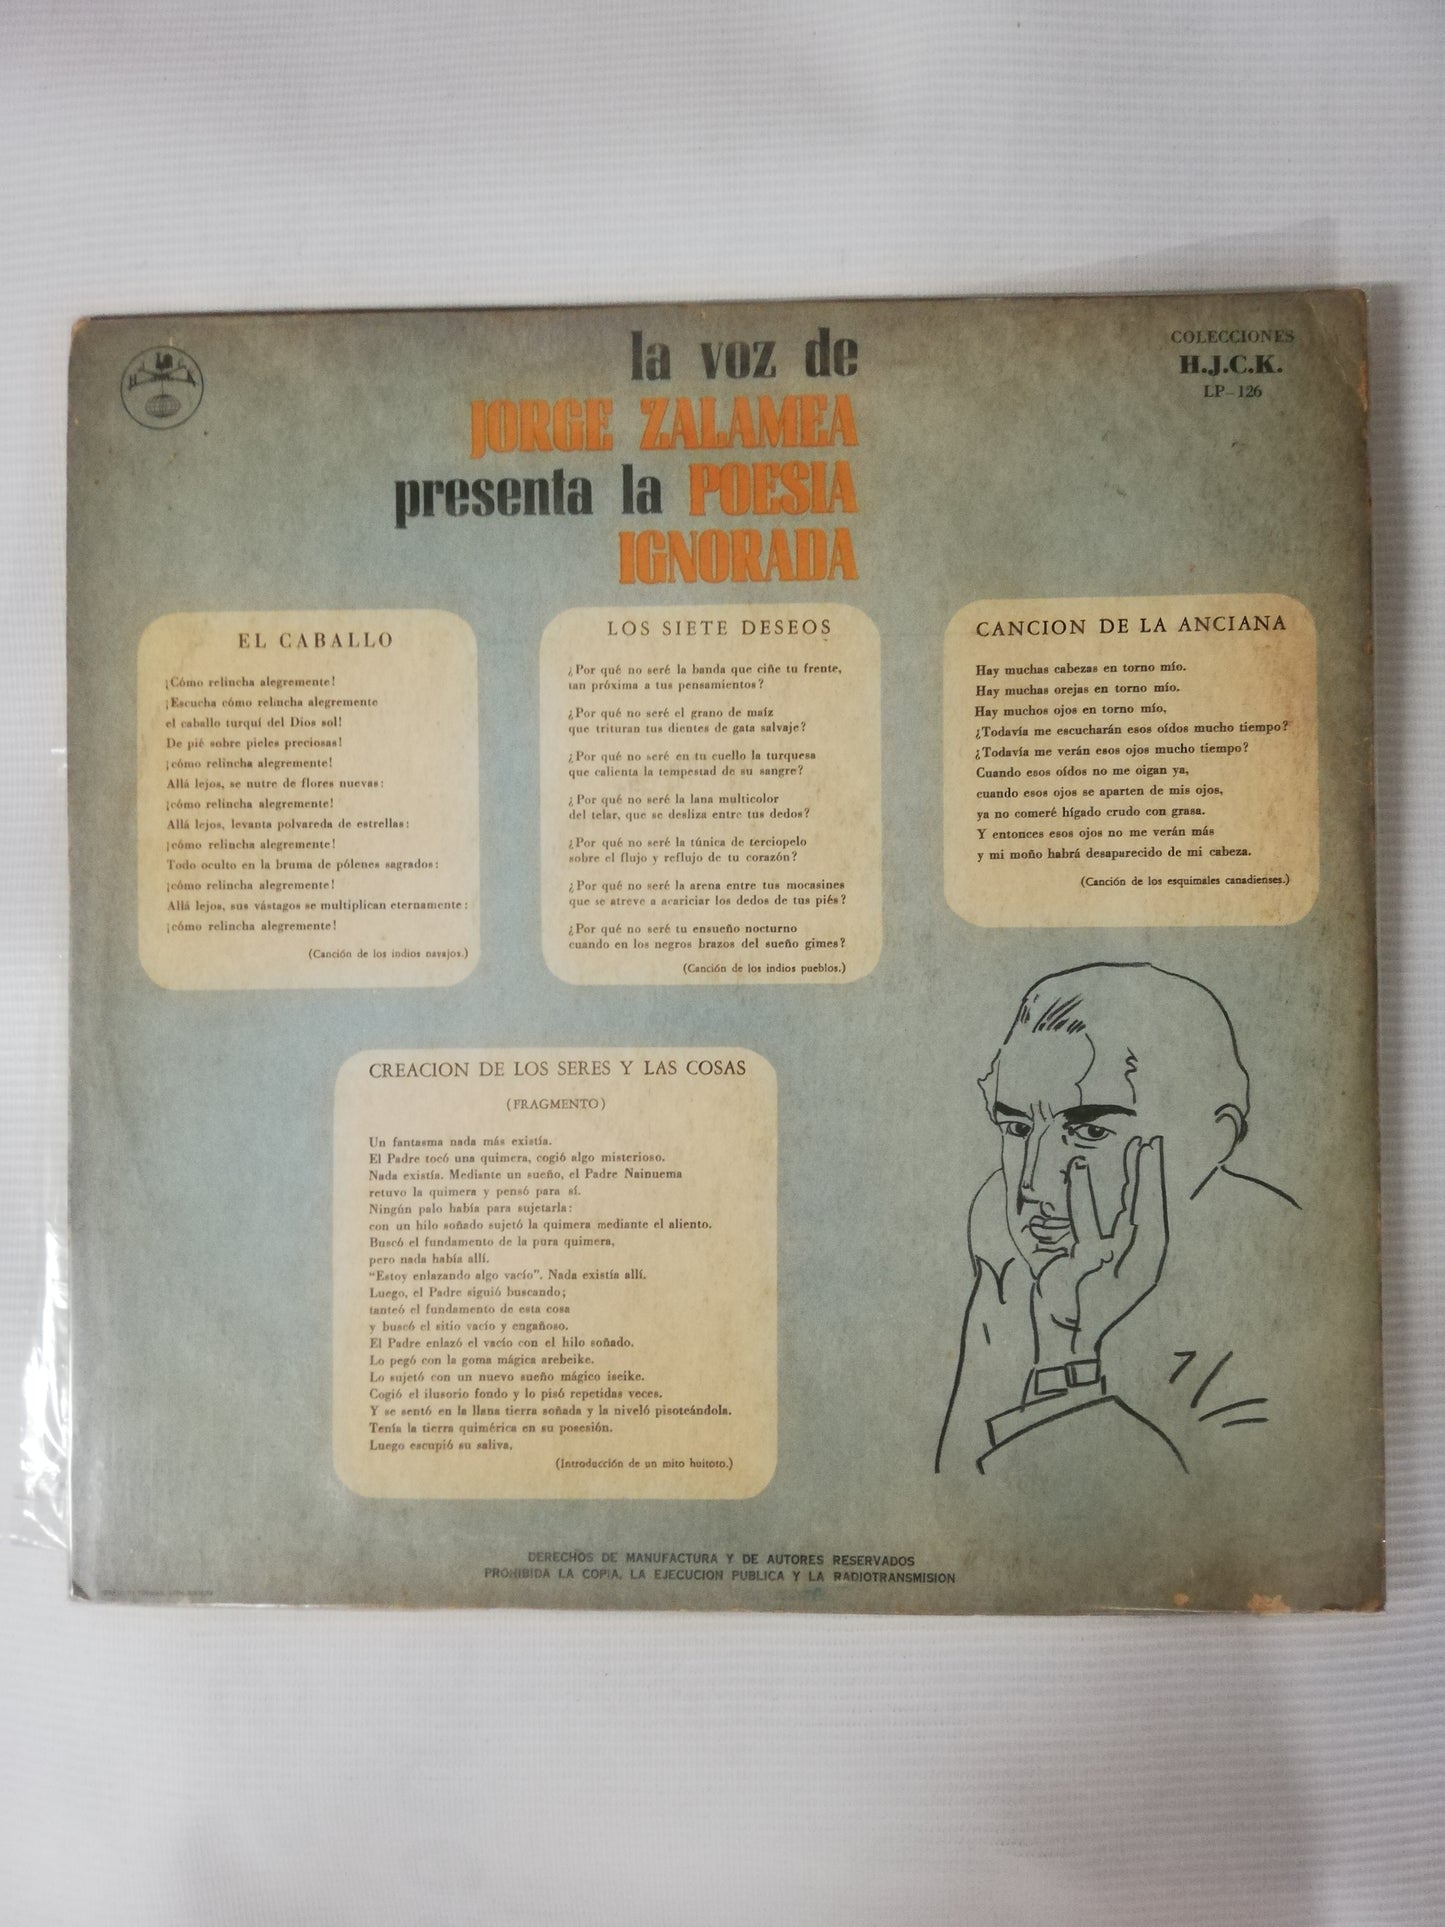 la voz de
JORGE ZALAMEA
presenta la POESIA
IGNORADA
COLECCIONES
H.J.C.K.
LP-126
EL CABALLO
¡Cómo relincha alegremente!
¡Escucha cómo relincha alegremente
el caballo turquí del Dios sol!
De pié sobre pieles preciosas!
¡cómo relincha alegremente!
Allá lejos, se nutre de flores nuevas:
¡cómo relincha alegremente!
Allá lejos, levanta polvareda de estrellas:
¡cómo relincha alegremente!
Todo oculto en la bruma de pólenes sagrados:
¡cómo relincha alegremente!
Allá lejos, sus vástagos se multiplican eternamente:
¡cómo relincha alegremente!
(Canción de los indios navajos.)
LOS SIETE DESEOS
¿Por qué no seré la banda que ciñe tu frente,
tan próxima a tus pensamientos?
¿Por qué no seré el grano de maíz
que trituran tus dientes de gata salvaje?
¿Por qué no seré en tu cuello la turquesa
que calienta la tempestad de su sangre?
¿Por qué no seré la lana multicolor
del telar, que se desliza entre tus dedos?
¿Por qué no seré la túnica de terciopelo
sobre el flujo y reflujo de tu corazón?
¿Por qué no seré la arena entre tus mocasines
que se atreve a acariciar los dedos de tus piés?
¿Por qué no seré tu ensueño nocturno
cuando en los negros brazos del sueño gimes?
(Canción de los indios pueblos.)
CANCION DE LA ANCIANA
Hay muchas cabezas en torno mío.
Hay muchas orejas en torno mío.
Hay muchos ojos en torno mío,
¿Todavía me escucharán esos oídos mucho tiempo?
¿Todavía me verán esos ojos mucho tiempo?
Cuando esos oídos no me oigan ya,
cuando esos ojos se aparten de mis ojos,
ya no comeré hígado crudo con grasa.
Y entonces esos ojos no me verán más
y mi moño habrá desaparecido de mi cabeza.
(Canción de los esquimales canadienses.)
CREACION DE LOS SERES Y LAS COSAS
(FRAGMENTO)
Un fantasma nada más existía.
El Padre tocó una quimera, cogió algo misterioso.
Nada existía. Mediante un sueño, el Padre Nainuema
retuvo la quimera y pensó para sí.
Ningún palo había para sujetarla:
con un hilo soñado sujetó la quimera mediante el aliento.
Buscó el fundamento de la pura quimera,
pero nada había allí.
“Estoy enlazando algo vacío”. Nada existía allí.
Luego, el Padre siguió buscando;
tanteó el fundamento de esta cosa
y buscó el sitio vacío y engañoso.
El Padre enlazó el vacío con el hilo soñado.
Lo pegó con la goma mágica arebeike.
Lo sujetó con un nuevo sueño mágico iseike.
Cogió el ilusorio fondo y lo pisó repetidas veces.
Y se sentó en la llana tierra soñada y la niveló pisoteándola.
Tenía la tierra quimérica en su posesión.
Luego escupió su saliva.
(Introducción de un mito huitoto.)
DERECHOS DE MANUFACTURA Y DE AUTORES RESERVADOS
PROHIBIDA LA COPIA, LA EJECUCION PUBLICA Y LA RADIOTRANSMISION